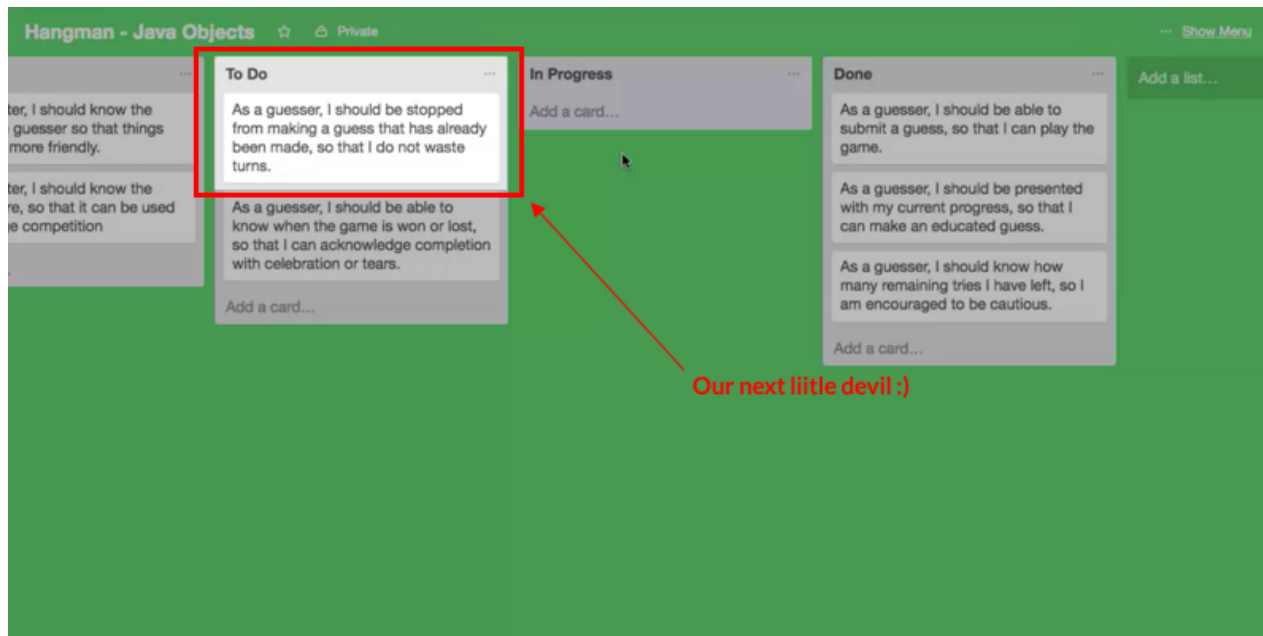 Hangman - Java Objects
Private
... Show Menu
ter, I should know the
guesser so that things
more friendly.
ter, I should know the
re, so that it can be used
e competition
To Do
As a guesser, I should be stopped
from making a guess that has already
been made, so that I do not waste
turns.
As a guesser, I should be able to
know when the game is won or lost,
so that I can acknowledge completion
with celebration or tears.
Add a card...
In Progress
Add a card...
Done
As a guesser, I should be able to
submit a guess, so that I can play the
game.
As a guesser, I should be presented
with my current progress, so that I
can make an educated guess.
As a guesser, I should know how
many remaining tries I have left, so I
am encouraged to be cautious.
Add a card...
Add a list...
Our next liitle devil :)